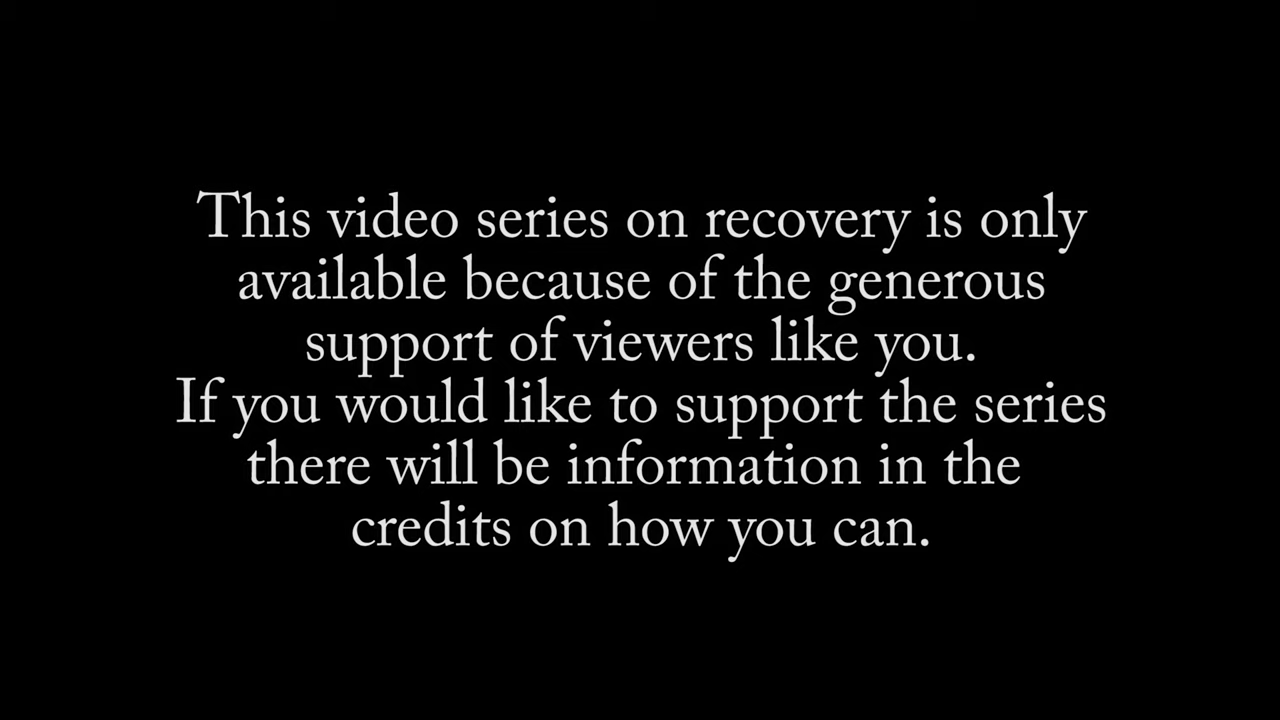 This video series on recovery is only
available because of the generous
support of viewers like you.
If you would like to support the series
there will be information in the
credits on how you can.